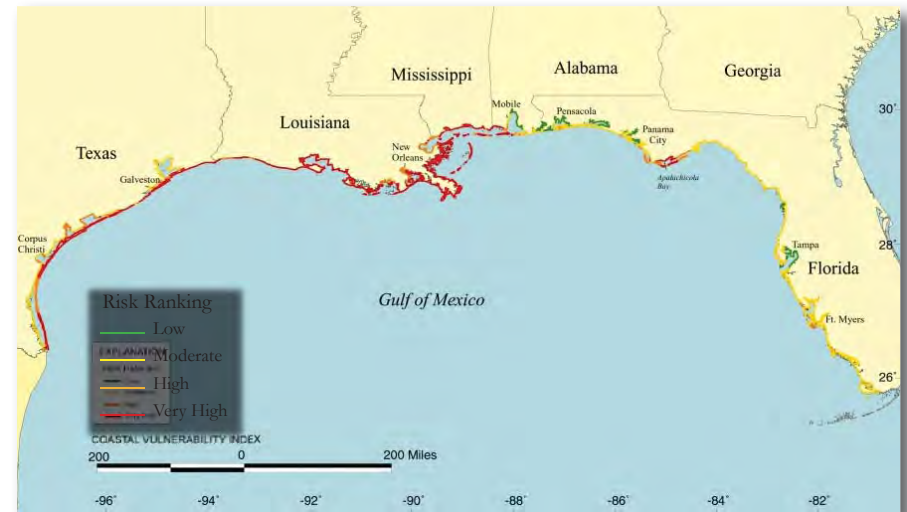 Mississippi
Alabama
Georgia
Mobile
Pensacola
30°
Louisiana
Panama
City
New
Orleans
Texas
Galveston
Apalachicola
Bay
Corpus
Christi
28°
Tampa
Florida
Gulf of Mexico
Risk Ranking
Low
Ft. Myers
EXPLANATION
Moderate
High
26°
Very High
COASTAL VULNERABILITY INDEX
200 0 200 Miles
-96° -94° -92° -90° -88° -86° -84° -82°